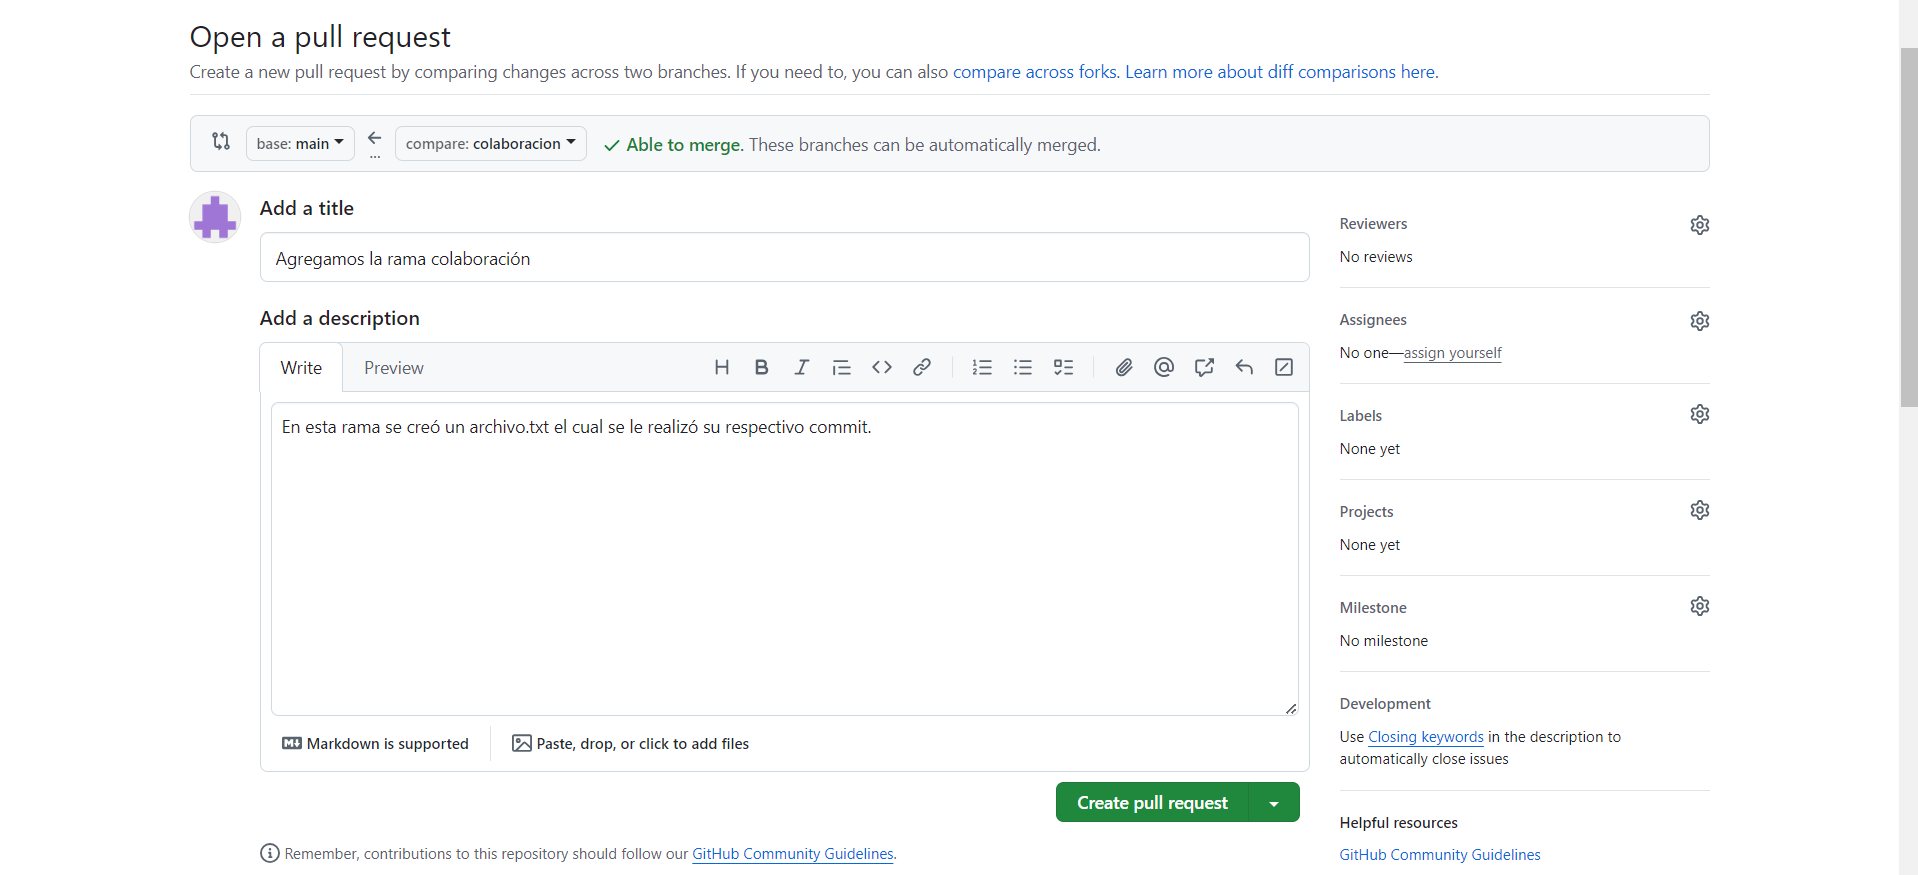 Open a pull request
Create a new pull request by comparing changes across two branches. If you need to, you can also compare across forks. Learn more about diff comparisons here.
base: main
...
compare: colaboracion
Able to merge. These branches can be automatically merged.
Add a title
Agregamos la rama colaboración
Add a description
Write
Preview
En esta rama se creó un archivo.txt el cual se le realizó su respectivo commit.
Markdown is supported
Paste, drop, or click to add files
Create pull request
Remember, contributions to this repository should follow our GitHub Community Guidelines.
Reviewers
No reviews
Assignees
No one—assign yourself
Labels
None yet
Projects
None yet
Milestone
No milestone
Development
Use Closing keywords in the description to
automatically close issues
Helpful resources
GitHub Community Guidelines